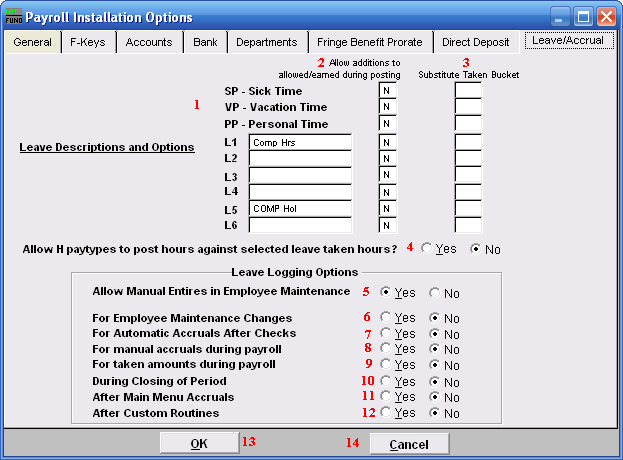 FUND
Payroll Installation Options
General F-Keys Accounts Bank Departments Fringe Benefit Prorate Direct Deposit Leave/Accrual
2 Allow additions to allowed/earned during posting
3 Substitute Taken Bucket
1
Leave Descriptions and Options
SP - Sick Time N
VP - Vacation Time N
PP - Personal Time N
L1 Comp Hrs N
L2 N
L3 N
L4 N
L5 COMP Hol N
L6 N
Allow H paytypes to post hours against selected leave taken hours? 4 Yes No
Leave Logging Options
Allow Manual Entires in Employee Maintenance 5 Yes No
For Employee Maintenance Changes 6 Yes No
For Automatic Accruals After Checks 7 Yes No
For manual accruals during payroll 8 Yes No
For taken amounts during payroll 9 Yes No
During Closing of Period 10 Yes No
After Main Menu Accruals 11 Yes No
After Custom Routines 12 Yes No
OK 13 14 Cancel